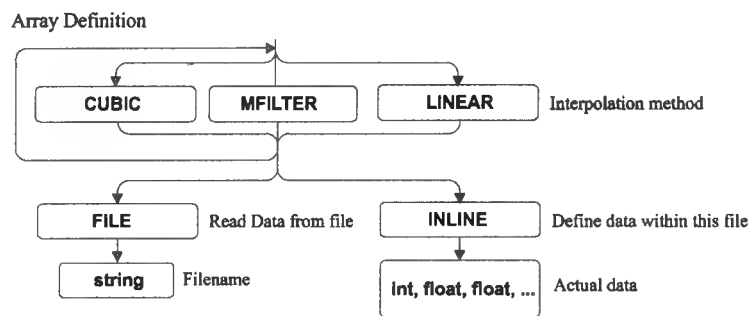 Array Definition
CUBIC
MFILTER
LINEAR
Interpolation method
FILE
Read Data from file
INLINE
Define data within this file
string
Filename
int, float, float, ...
Actual data